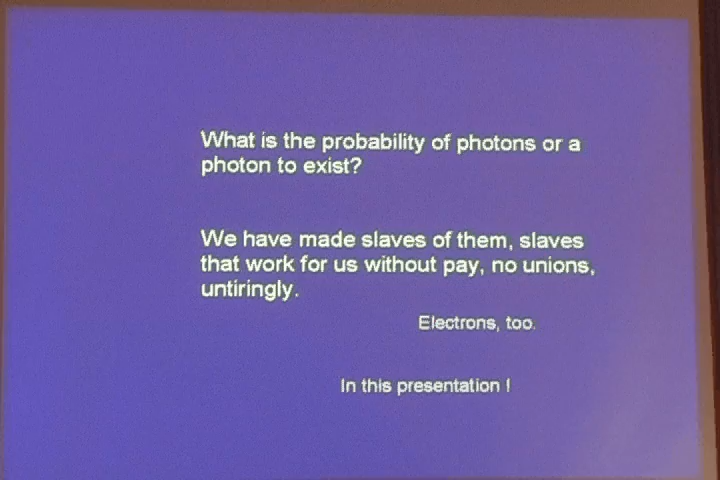 What is the probability of photons or a
photon to exist?
We have made slaves of them, slaves
that work for us without pay, no unions,
untiringly.
Electrons, too.
In this presentation !